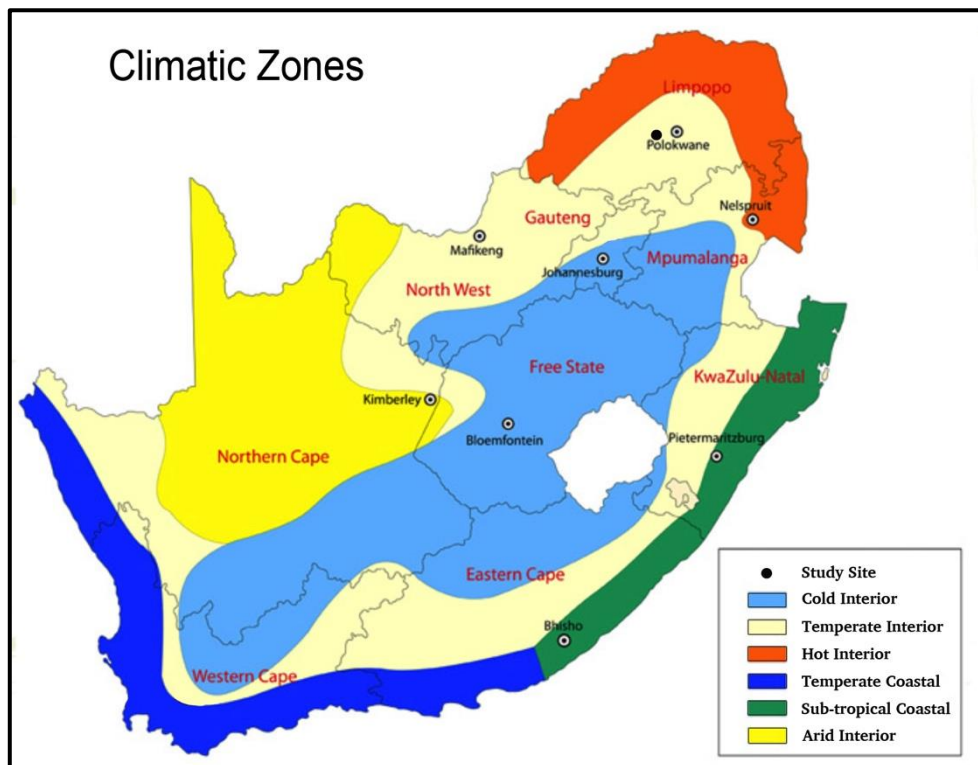 Climatic Zones
Limpopo
Polokwane
Nelspruit
Gauteng
Mafikeng
Mpumalanga
Johannesburg
North West
Free State
KwaZulu-Natal
Kimberley
Bloemfontein
Pietermaritzburg
Northern Cape
Eastern Cape
Bhisho
Western Cape
Study Site
Cold Interior
Temperate Interior
Hot Interior
Temperate Coastal
Sub-tropical Coastal
Arid Interior